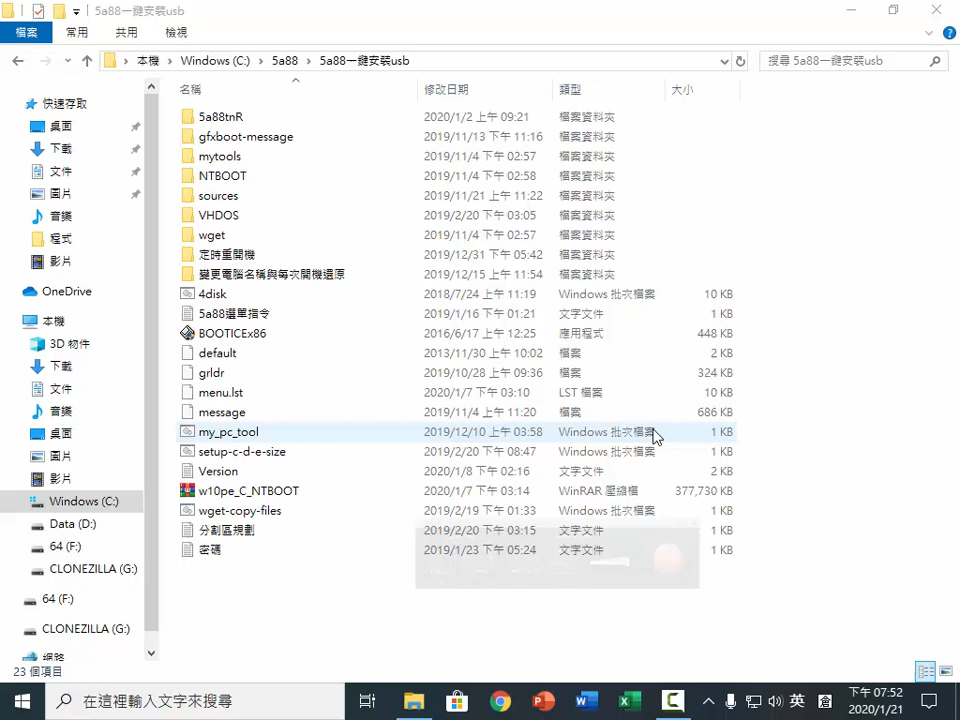 5a88一鍵安裝usb
檔案 常用 共用 檢視
本機 › Windows (C:) › 5a88 › 5a88一鍵安裝usb
搜尋 5a88一鍵安裝usb
名稱 修改日期 類型 大小
5a88tnR 2020/1/2 上午 09:21 檔案資料夾
gfxboot-message 2019/11/13 下午 11:16 檔案資料夾
mytools 2019/11/4 下午 02:57 檔案資料夾
NTBOOT 2019/11/4 下午 02:58 檔案資料夾
sources 2019/11/21 上午 11:22 檔案資料夾
VHDOS 2019/2/20 下午 03:05 檔案資料夾
wget 2019/11/4 下午 02:57 檔案資料夾
定時重開機 2019/12/31 下午 05:42 檔案資料夾
變更電腦名稱與每次開機還原 2019/12/15 上午 11:54 檔案資料夾
4disk 2018/7/24 上午 11:19 Windows 批次檔案 10 KB
5a88選單指令 2019/1/16 下午 01:21 文字文件 1 KB
BOOTICEx86 2016/6/17 上午 12:25 應用程式 448 KB
default 2013/11/30 上午 10:02 檔案 2 KB
grldr 2019/10/28 上午 09:36 檔案 324 KB
menu.lst 2020/1/7 下午 03:10 LST 檔案 10 KB
message 2019/11/4 上午 11:20 檔案 686 KB
my_pc_tool 2019/12/10 上午 03:58 Windows 批次檔案 1 KB
setup-c-d-e-size 2019/2/20 下午 08:47 Windows 批次檔案 1 KB
Version 2020/1/8 下午 02:16 文字文件 2 KB
w10pe_C_NTBOOT 2020/1/7 下午 03:14 WinRAR 壓縮檔 377,730 KB
wget-copy-files 2019/2/19 下午 01:33 Windows 批次檔案 1 KB
分割區規劃 2019/2/20 下午 03:15 文字文件 1 KB
密碼 2019/1/23 下午 05:24 文字文件 1 KB
快速存取
桌面
下載
文件
圖片
音樂
程式
影片
OneDrive
本機
3D 物件
下載
文件
音樂
桌面
圖片
影片
Windows (C:)
Data (D:)
64 (F:)
CLONEZILLA (G:)
64 (F:)
CLONEZILLA (G:)
網路
23 個項目
在這裡輸入文字來搜尋
英
下午 07:52
2020/1/21